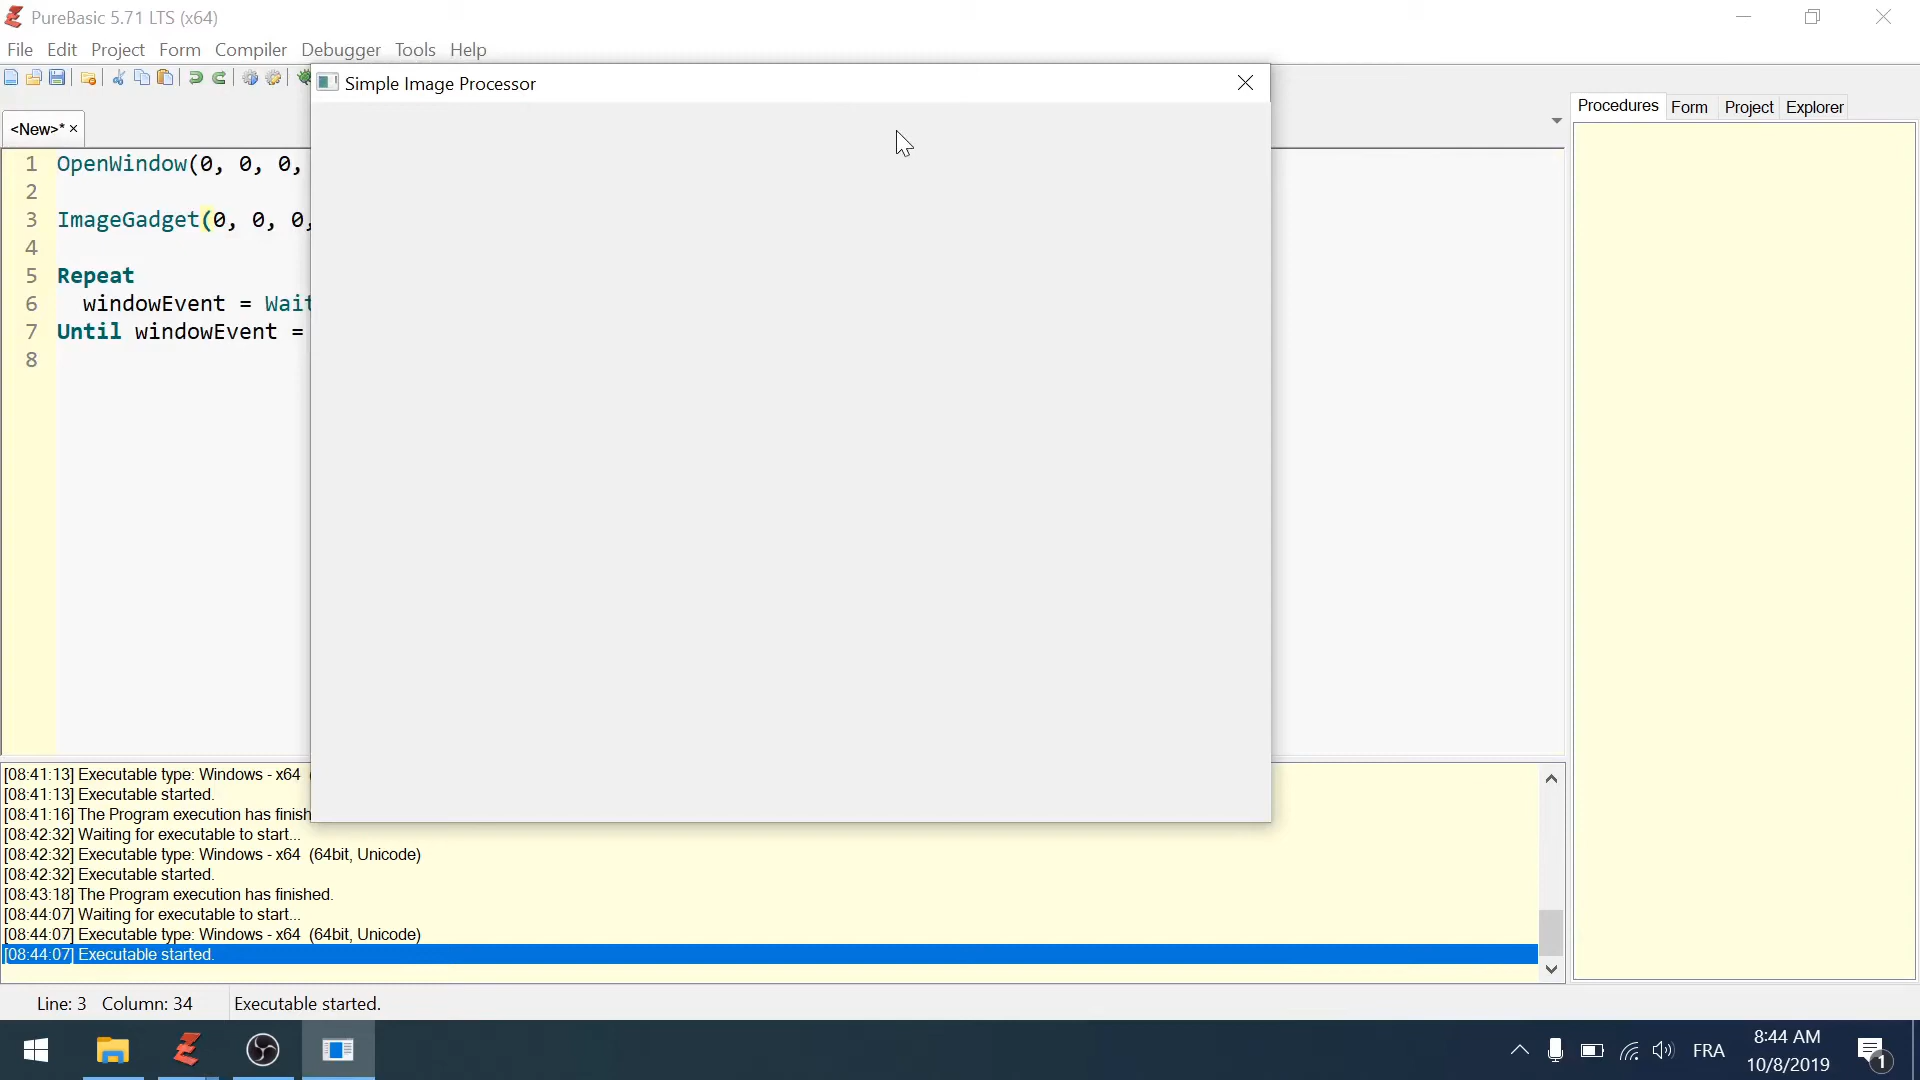 PureBasic 5.71 LTS (x64)
File Edit Project Form Compiler Debugger Tools Help
Simple Image Processor
<New>*
Procedures Form Project Explorer
1 OpenWindow(0, 0, 0,
2
3 ImageGadget(0, 0, 0,
4
5 Repeat
6 windowEvent = Wait
7 Until windowEvent =
8
[08:41:13] Executable type: Windows - x64
[08:41:13] Executable started.
[08:41:16] The Program execution has finish
[08:42:32] Waiting for executable to start...
[08:42:32] Executable type: Windows - x64 (64bit, Unicode)
[08:42:32] Executable started.
[08:43:18] The Program execution has finished.
[08:44:07] Waiting for executable to start...
[08:44:07] Executable type: Windows - x64 (64bit, Unicode)
[08:44:07] Executable started.
Line: 3 Column: 34 Executable started.
FRA
8:44 AM
10/8/2019
1